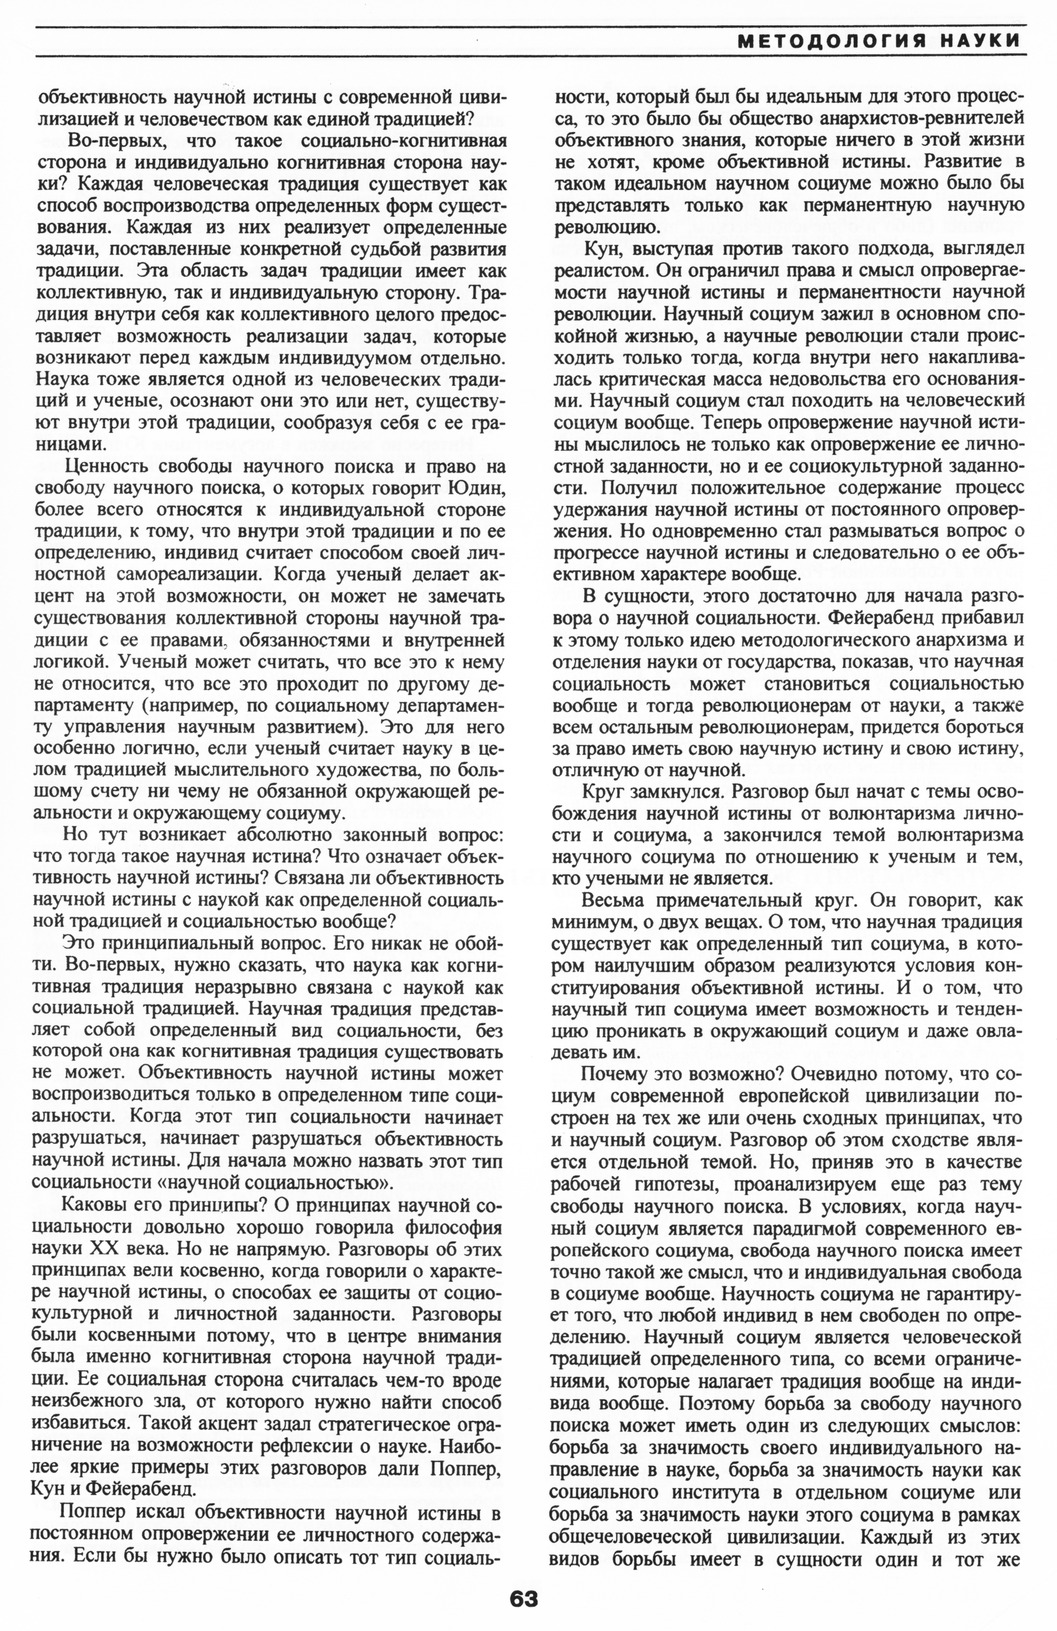 МЕТОДОЛОГИЯ НАУКИ
объективность научной истины с современной циви-
лизацией и человечеством как единой традицией?
Во-первых, что такое социально-когнитивная
сторона и индивидуально когнитивная сторона нау-
ки? Каждая человеческая традиция существует как
способ воспроизводства определенных форм сущест-
вования. Каждая из них реализует определенные
задачи, поставленные конкретной судьбой развития
традиции. Эта область задач традиции имеет как
коллективную, так и индивидуальную сторону. Тра-
диция внутри себя как коллективного целого предос-
тавляет возможность реализации задач, которые
возникают перед каждым индивидуумом отдельно.
Наука тоже является одной из человеческих тради-
ций и ученые, осознают они это или нет, существу-
ют внутри этой традиции, сообразуя себя с ее гра-
ницами.
Ценность свободы научного поиска и право на
свободу научного поиска, о которых говорит Юдин,
более всего относятся к индивидуальной стороне
традиции, к тому, что внутри этой традиции и по ее
определению, индивид считает способом своей лич-
ностной самореализации. Когда ученый делает ак-
цент на этой возможности, он может не замечать
существования коллективной стороны научной тра-
диции с ее правами, обязанностями и внутренней
логикой. Ученый может считать, что все это к нему
не относится, что все это проходит по другому де-
партаменту (например, по социальному департамен-
ту управления научным развитием). Это для него
особенно логично, если ученый считает науку в це-
лом традицией мыслительного художества, по боль-
шому счету ни чему не обязанной окружающей ре-
альности и окружающему социуму.
Но тут возникает абсолютно законный вопрос:
что тогда такое научная истина? Что означает объек-
тивность научной истины? Связана ли объективность
научной истины с наукой как определенной социаль-
ной традицией и социальностью вообще?
Это принципиальный вопрос. Его никак не обой-
ти. Во-первых, нужно сказать, что наука как когни-
тивная традиция неразрывно связана с наукой как
социальной традицией. Научная традиция представ-
ляет собой определенный вид социальности, без
которой она как когнитивная традиция существовать
не может. Объективность научной истины может
воспроизводиться только в определенном типе соци-
альности. Когда этот тип социальности начинает
разрушаться, начинает разрушаться объективность
научной истины. Для начала можно назвать этот тип
социальности «научной социальностью».
Каковы его принципы? О принципах научной со-
циальности довольно хорошо говорила философия
науки XX века. Но не напрямую. Разговоры об этих
принципах вели косвенно, когда говорили о характе-
ре научной истины, о способах ее защиты от социо-
культурной и личностной заданности. Разговоры
были косвенными потому, что в центре внимания
была именно когнитивная сторона научной тради-
ции. Ее социальная сторона считалась чем-то вроде
неизбежного зла, от которого нужно найти способ
избавиться. Такой акцент задал стратегическое огра-
ничение на возможности рефлексии о науке. Наибо-
лее яркие примеры этих разговоров дали Поппер,
Кун и Фейерабенд.
Поппер искал объективности научной истины в
постоянном опровержении ее личностного содержа-
ния. Если бы нужно было описать тот тип социаль-
ности, который был бы идеальным для этого процес-
са, то это было бы общество анархистов-ревнителей
объективного знания, которые ничего в этой жизни
не хотят, кроме объективной истины. Развитие в
таком идеальном научном социуме можно было бы
представлять только как перманентную научную
революцию.
Кун, выступая против такого подхода, выглядел
реалистом. Он ограничил права и смысл опровергае-
мости научной истины и перманентности научной
революции. Научный социум зажил в основном спо-
койной жизнью, а научные революции стали проис-
ходить только тогда, когда внутри него накаплива-
лась критическая масса недовольства его основания-
ми. Научный социум стал походить на человеческий
социум вообще. Теперь опровержение научной исти-
ны мыслилось не только как опровержение ее лично-
стной заданности, но и ее социокультурной заданно-
сти. Получил положительное содержание процесс
удержания научной истины от постоянного опровер-
жения. Но одновременно стал размываться вопрос о
прогрессе научной истины и следовательно о ее объ-
ективном характере вообще.
В сущности, этого достаточно для начала разго-
вора о научной социальности. Фейерабенд прибавил
к этому только идею методологического анархизма и
отделения науки от государства, показав, что научная
социальность может становиться социальностью
вообще и тогда революционерам от науки, а также
всем остальным революционерам, придется бороться
за право иметь свою научную истину и свою истину,
отличную от научной.
Круг замкнулся. Разговор был начат с темы осво-
бождения научной истины от волюнтаризма лично-
сти и социума, а закончился темой волюнтаризма
научного социума по отношению к ученым и тем,
кто учеными не является.
Весьма примечательный круг. Он говорит, как
минимум, о двух вещах. О том, что научная традиция
существует как определенный тип социума, в кото-
ром наилучшим образом реализуются условия кон-
ституирования объективной истины. И о том, что
научный тип социума имеет возможность и тенден-
цию проникать в окружающий социум и даже овла-
девать им.
Почему это возможно? Очевидно потому, что со-
циум современной европейской цивилизации по-
строен на тех же или очень сходных принципах, что
и научный социум. Разговор об этом сходстве явля-
ется отдельной темой. Но, приняв это в качестве
рабочей гипотезы, проанализируем еще раз тему
свободы научного поиска. В условиях, когда науч-
ный социум является парадигмой современного ев-
ропейского социума, свобода научного поиска имеет
точно такой же смысл, что и индивидуальная свобода
в социуме вообще. Научность социума не гарантиру-
ет того, что любой индивид в нем свободен по опре-
делению. Научный социум является человеческой
традицией определенного типа, со всеми ограниче-
ниями, которые налагает традиция вообще на инди-
вида вообще. Поэтому борьба за свободу научного
поиска может иметь один из следующих смыслов:
борьба за значимость своего индивидуального на-
правление в науке, борьба за значимость науки как
социального института в отдельном социуме или
борьба за значимость науки этого социума в рамках
общечеловеческой цивилизации. Каждый из этих
видов борьбы имеет в сущности один и тот же
63